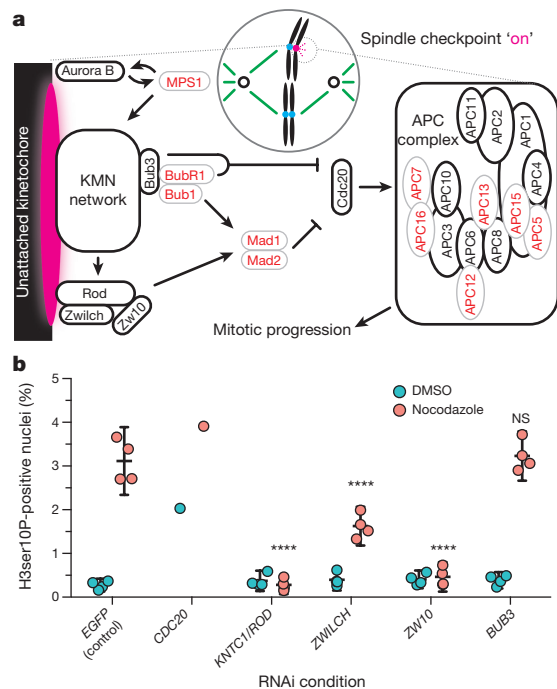 a
Spindle checkpoint 'on'
Unattached kinetochore
Aurora B
MPS1
KMN
network
Bub3
BubR1
Bub1
Mad1
Mad2
Rod
Zwilch
Zw10
Cdc20
APC
complex
APC11
APC2
APC1
APC4
APC7
APC10
APC13
APC15
APC5
APC16
APC3
APC6
APC8
APC12
Mitotic progression
b
H3ser10P-positive nuclei (%)
5
4
3
2
1
0
DMSO
Nocodazole
****
****
****
NS
EGFP
(control)
CDC20
KNTC1/ROD
ZWILCH
ZW10
BUB3
RNAi condition